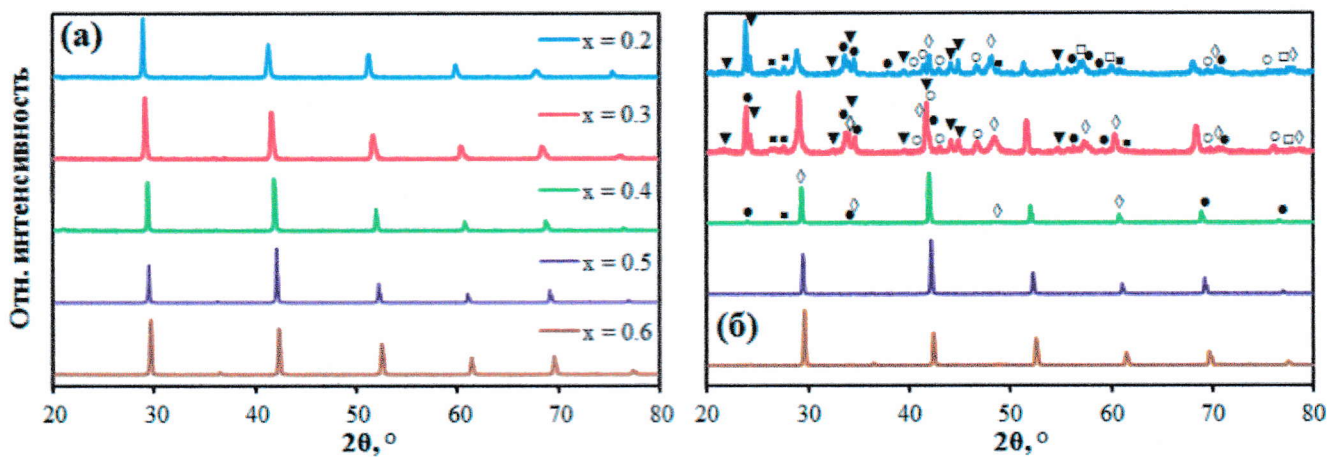 Отн. интенсивность
(а)
x = 0.2
x = 0.3
x = 0.4
x = 0.5
x = 0.6
20 30 40 50 60 70 80
2θ, °
(б)
20 30 40 50 60 70 80
2θ, °